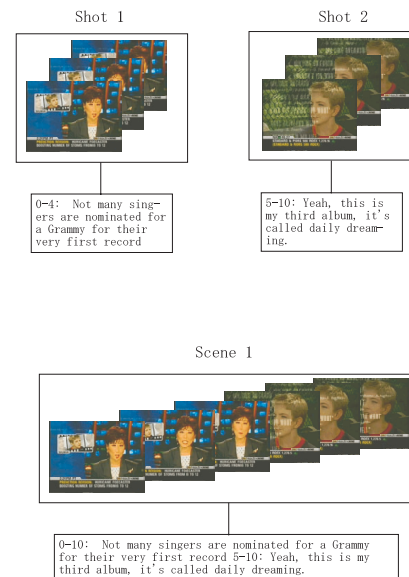 Shot 1
Shot 2
0-4: Not many sing-
ers are nominated for
a Grammy for their
very first record
5-10: Yeah, this is
my third album, it's
called daily dream-
ing.
Scene 1
0-10: Not many singers are nominated for a Grammy
for their very first record 5-10: Yeah, this is my
third album, it's called daily dreaming.